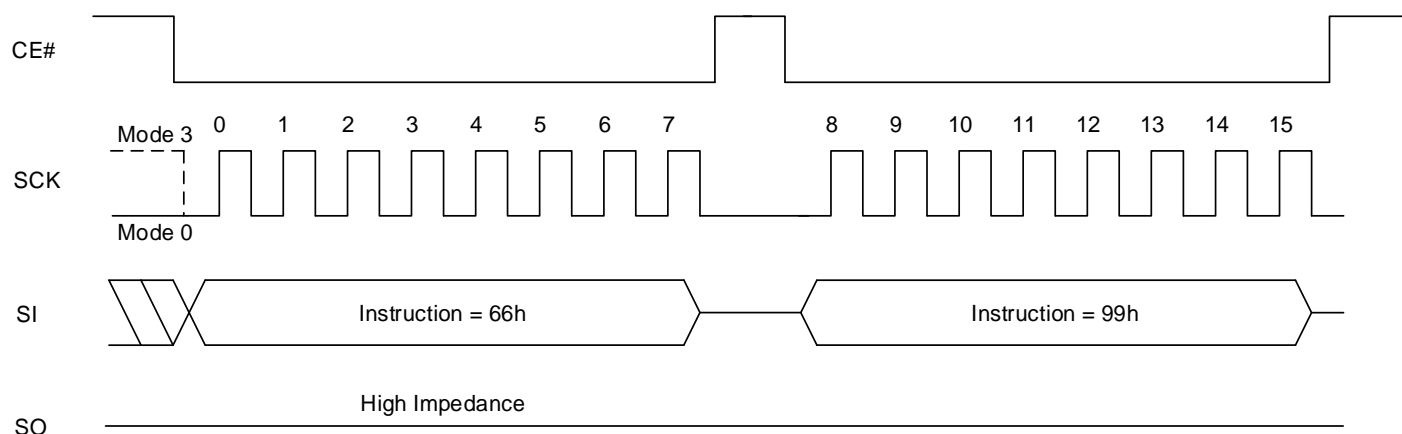 CE#
Mode 3
0 1 2 3 4 5 6 7 8 9 10 11 12 13 14 15
SCK
Mode 0
SI
Instruction = 66h
Instruction = 99h
High Impedance
SO